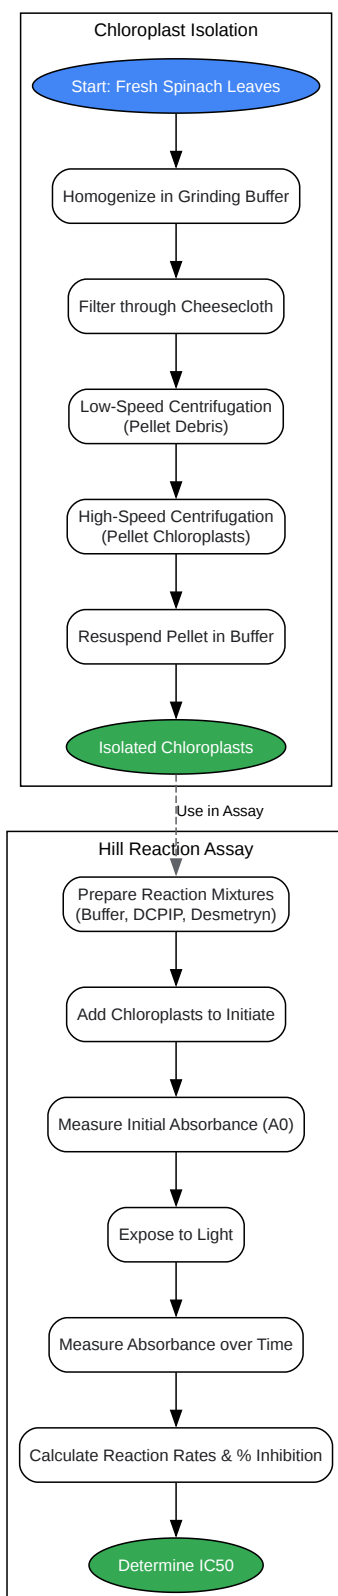 Chloroplast Isolation
Start: Fresh Spinach Leaves
Homogenize in Grinding Buffer
Filter through Cheesecloth
Low-Speed Centrifugation
(Pellet Debris)
High-Speed Centrifugation
(Pellet Chloroplasts)
Resuspend Pellet in Buffer
Isolated Chloroplasts
Use in Assay
Hill Reaction Assay
Prepare Reaction Mixtures
(Buffer, DCPIP, Desmetryn)
Add Chloroplasts to Initiate
Measure Initial Absorbance (A0)
Expose to Light
Measure Absorbance over Time
Calculate Reaction Rates & % Inhibition
Determine IC50